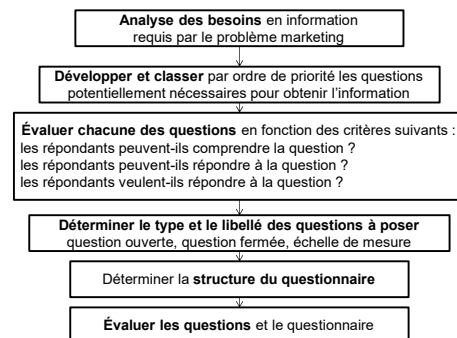 Analyse des besoins en information
requis par le problème marketing
Développer et classer par ordre de priorité les questions
potentiellement nécessaires pour obtenir l'information
Évaluer chacune des questions en fonction des critères suivants :
les répondants peuvent-ils comprendre la question ?
les répondants peuvent-ils répondre à la question ?
les répondants veulent-ils répondre à la question ?
Déterminer le type et le libellé des questions à poser
question ouverte, question fermée, échelle de mesure
Déterminer la structure du questionnaire
Évaluer les questions et le questionnaire